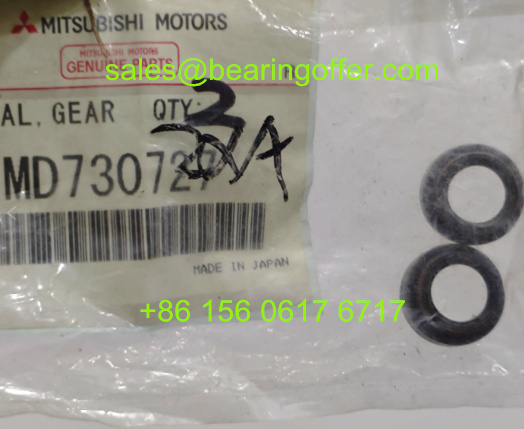 MITSUBISHI MOTORS
MITSUBISHI MOTORS
GENUINE PARTS
sales@bearingoffer.com
AL, GEAR QTY:
MD730727
MADE IN JAPAN
+86 156 0617 6717